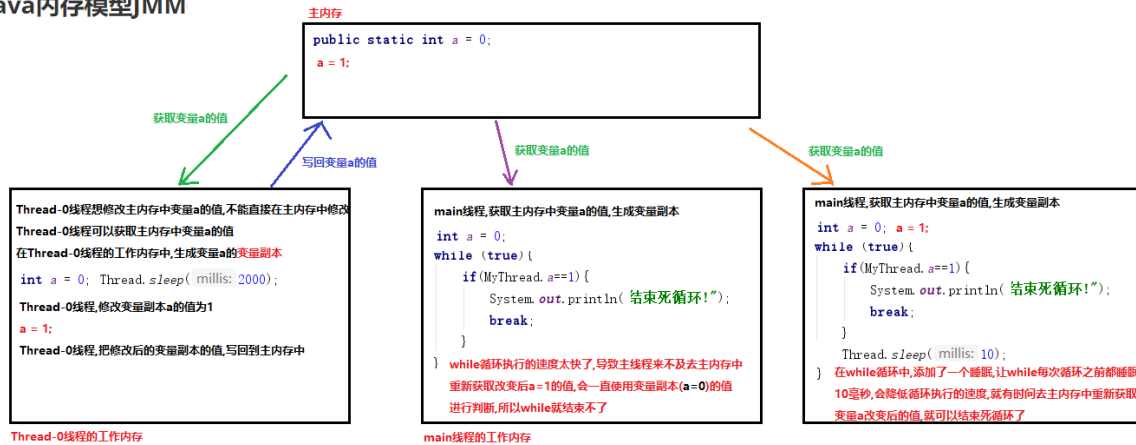 ava内存模型JMM
主内存
public static int a = 0;
a = 1;
获取变量a的值
写回变量a的值
获取变量a的值
获取变量a的值
Thread-0线程想修改主内存中变量a的值,不能直接在主内存中修改
Thread-0线程可以获取主内存中变量a的值
在Thread-0线程的工作内存中,生成变量a的变量副本
int a = 0; Thread.sleep( millis: 2000);
Thread-0线程,修改变量副本a的值为1
a = 1;
Thread-0线程,把修改后的变量副本的值,写回到主内存中
Thread-0线程的工作内存
main线程,获取主内存中变量a的值,生成变量副本
int a = 0;
while (true){
if(MyThread.a==1){
System.out.println( 结束死循环!");
break;
}
}
while循环执行的速度太快了,导致主线程来不及去主内存中
重新获取改变后a=1的值,会一直使用变量副本(a=0)的值
进行判断,所以while就结束不了
main线程的工作内存
main线程,获取主内存中变量a的值,生成变量副本
int a = 0; a = 1;
while (true){
if(MyThread.a==1){
System.out.println( 结束死循环!");
break;
}
Thread.sleep( millis: 10);
}
在while循环中,添加了一个睡眠,让while每次循环之前都睡眠
10毫秒,会降低循环执行的速度,就有时间去主内存中重新获取
变量a改变后的值,就可以结束死循环了